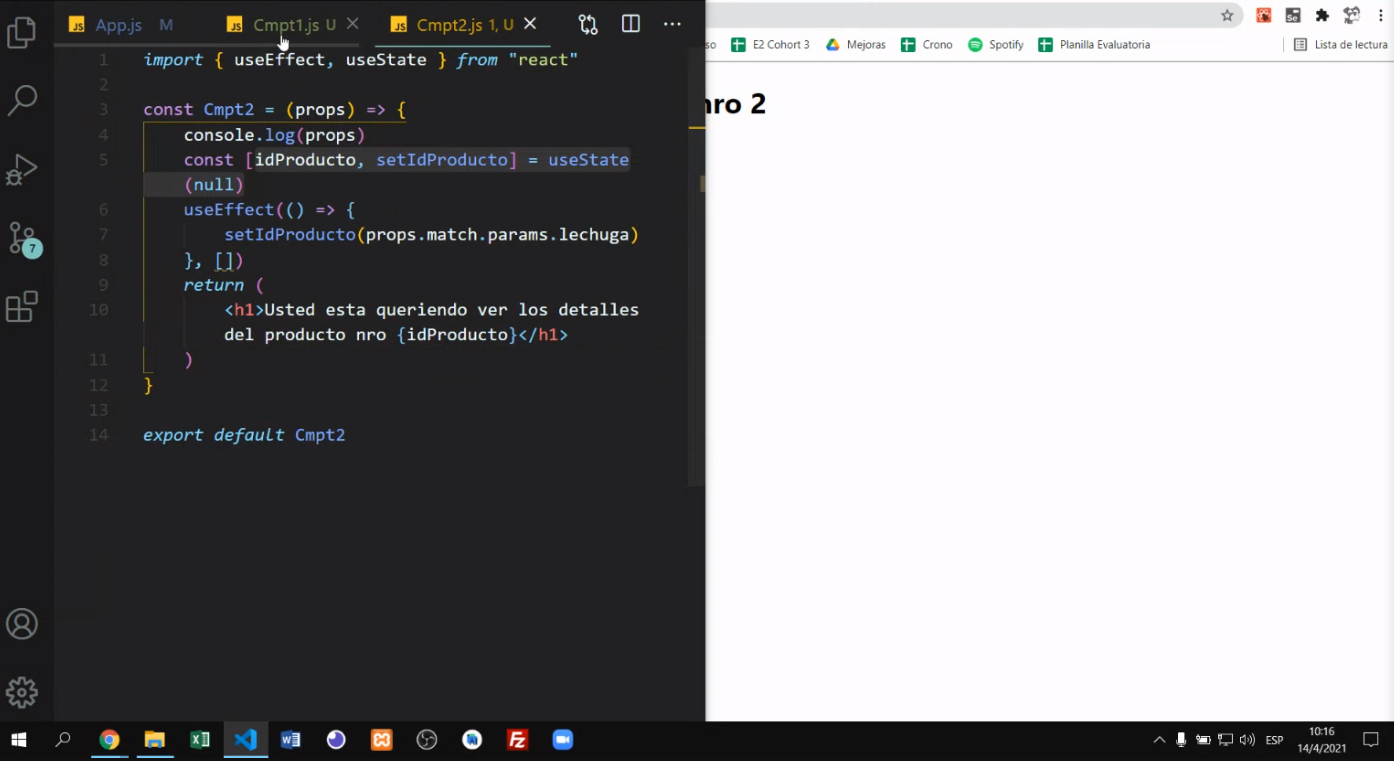 JS App.js M JS Cmpt1.js U JS Cmpt2.js 1, U
1 import { useEffect, useState } from "react"
2
3 const Cmpt2 = (props) => {
4 console.log(props)
5 const [idProducto, setIdProducto] = useState
(null)
6 useEffect(() => {
7 setIdProducto(props.match.params.lechuga)
8 }, [])
9 return (
10 <h1>Usted esta queriendo ver los detalles
del producto nro {idProducto}</h1>
11 )
12 }
13
14 export default Cmpt2
7
so E2 Cohort 3 Mejoras Crono Spotify Planilla Evaluatoria Lista de lectura
nro 2
ESP
10:16
14/4/2021